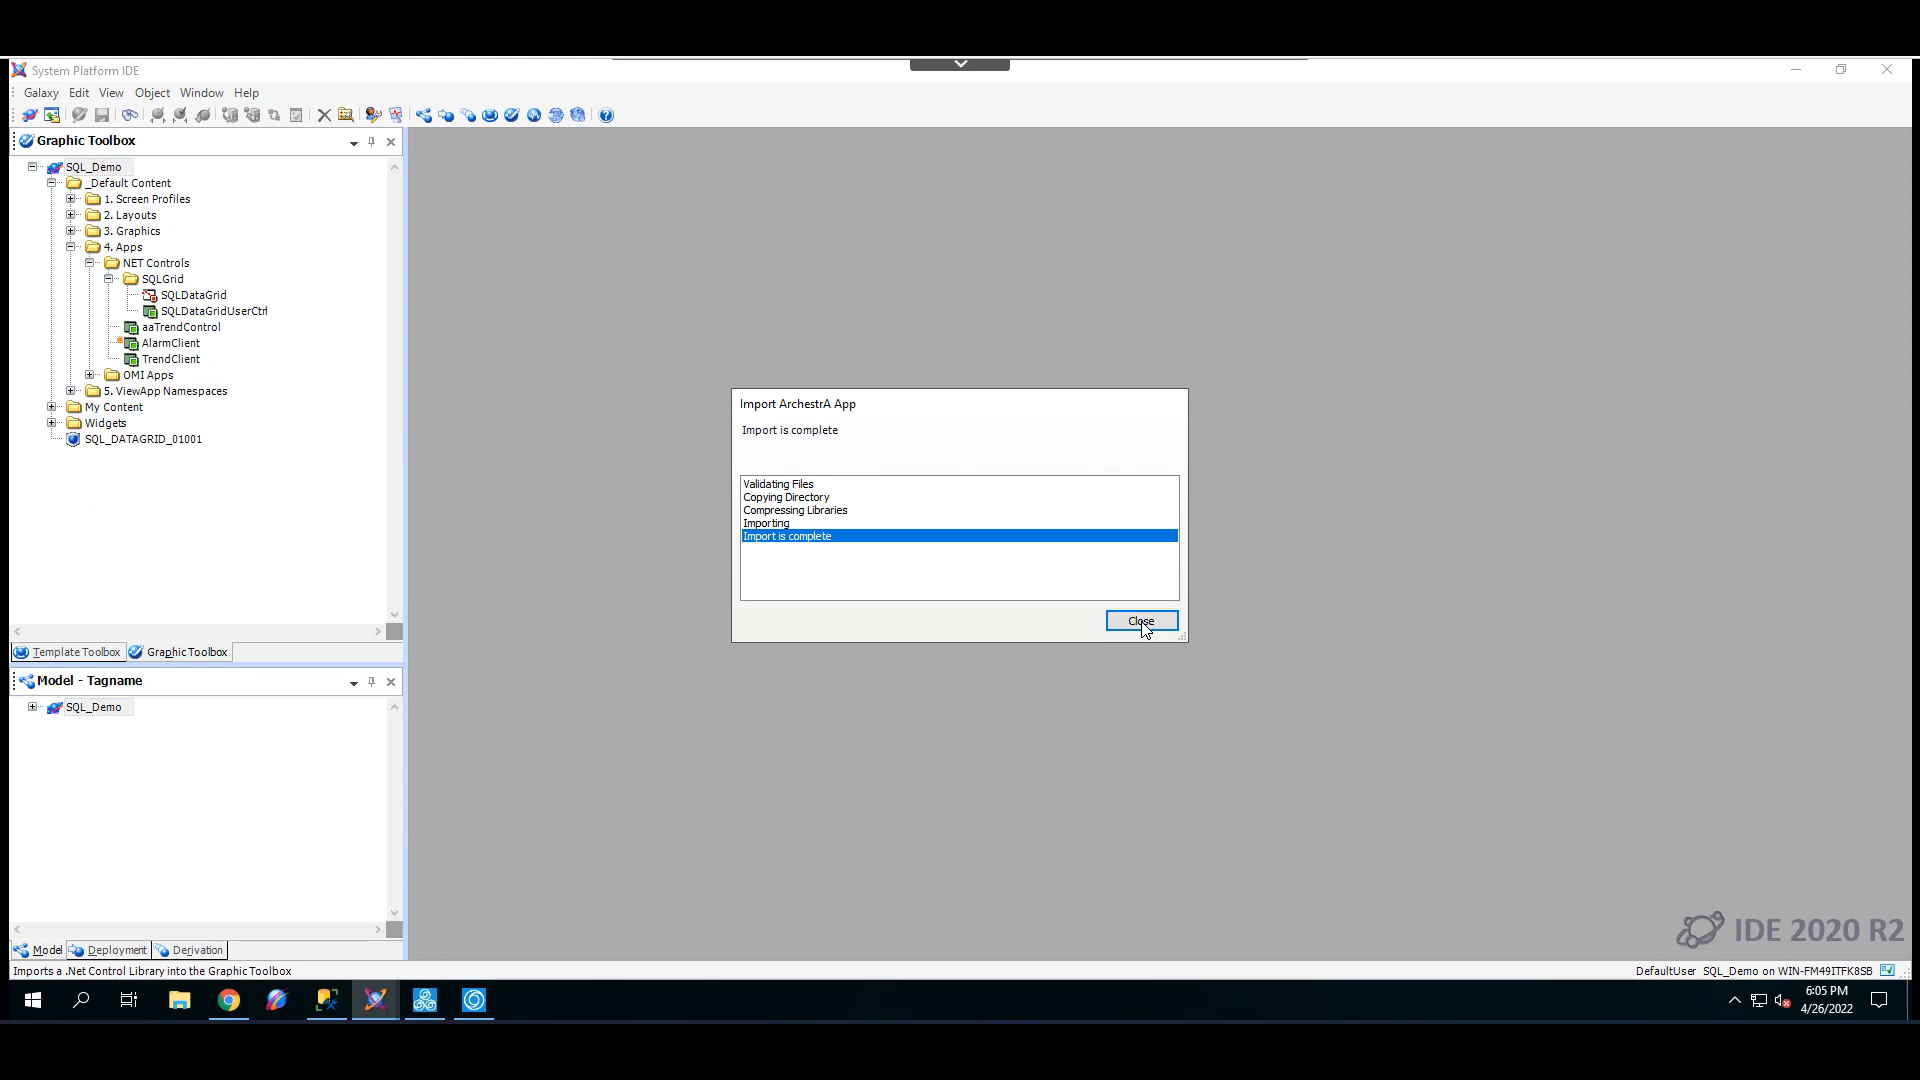 System Platform IDE
Galaxy Edit View Object Window Help
Graphic Toolbox
SQL_Demo
_Default Content
1. Screen Profiles
2. Layouts
3. Graphics
4. Apps
NET Controls
SQLGrid
SQLDataGrid
SQLDataGridUserCtrl
aaTrendControl
AlarmClient
TrendClient
OMI Apps
5. ViewApp Namespaces
My Content
Widgets
SQL_DATAGRID_01001
Template Toolbox Graphic Toolbox
Model - Tagname
SQL_Demo
Model Deployment Derivation
Import ArchestrA App
Import is complete
Validating Files
Copying Directory
Compressing Libraries
Importing
Import is complete
Close
IDE 2020 R2
Imports a .Net Control Library into the Graphic Toolbox
DefaultUser SQL_Demo on WIN-FM49ITFK8SB
6:05 PM
4/26/2022